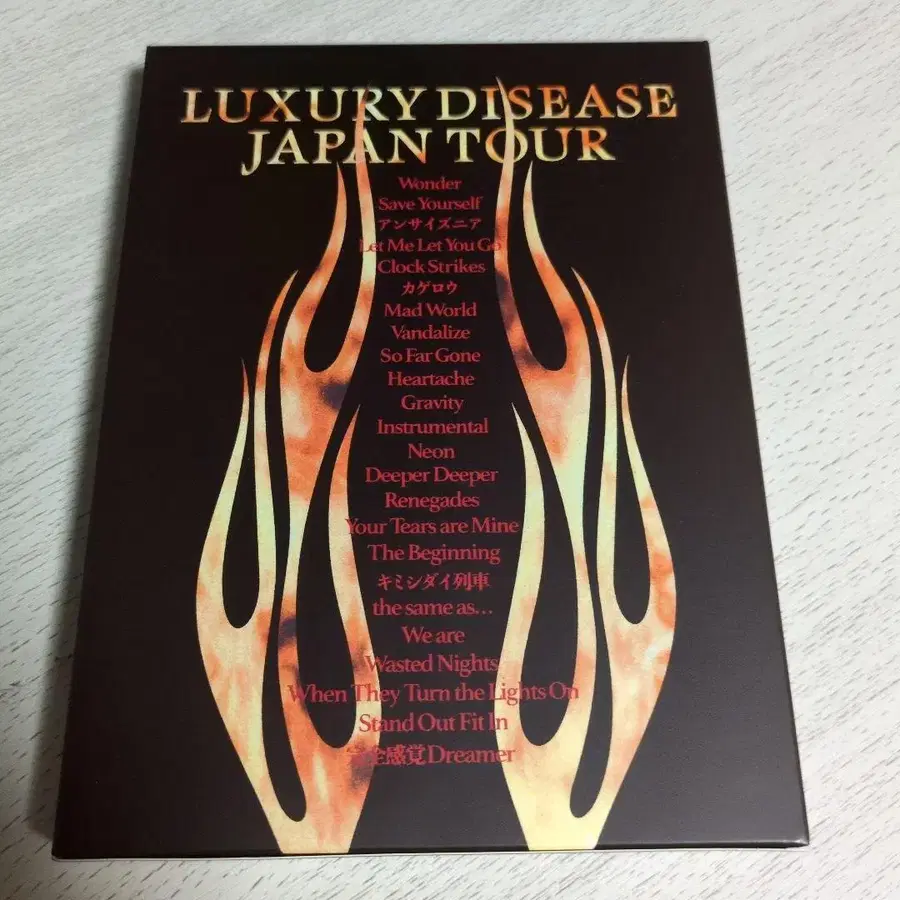 LUXURY DISEASE
JAPAN TOUR
Wonder
Save Yourself
アンサイズニア
Let Me Let You Go
Clock Strikes
カゲロウ
Mad World
Vandalize
So Far Gone
Heartache
Gravity
Instrumental
Neon
Deeper Deeper
Renegades
Your Tears are Mine
The Beginning
キミシダイ列車
the same as...
We are
Wasted Nights
When They Turn the Lights On
Stand Out Fit In
完全感覚Dreamer